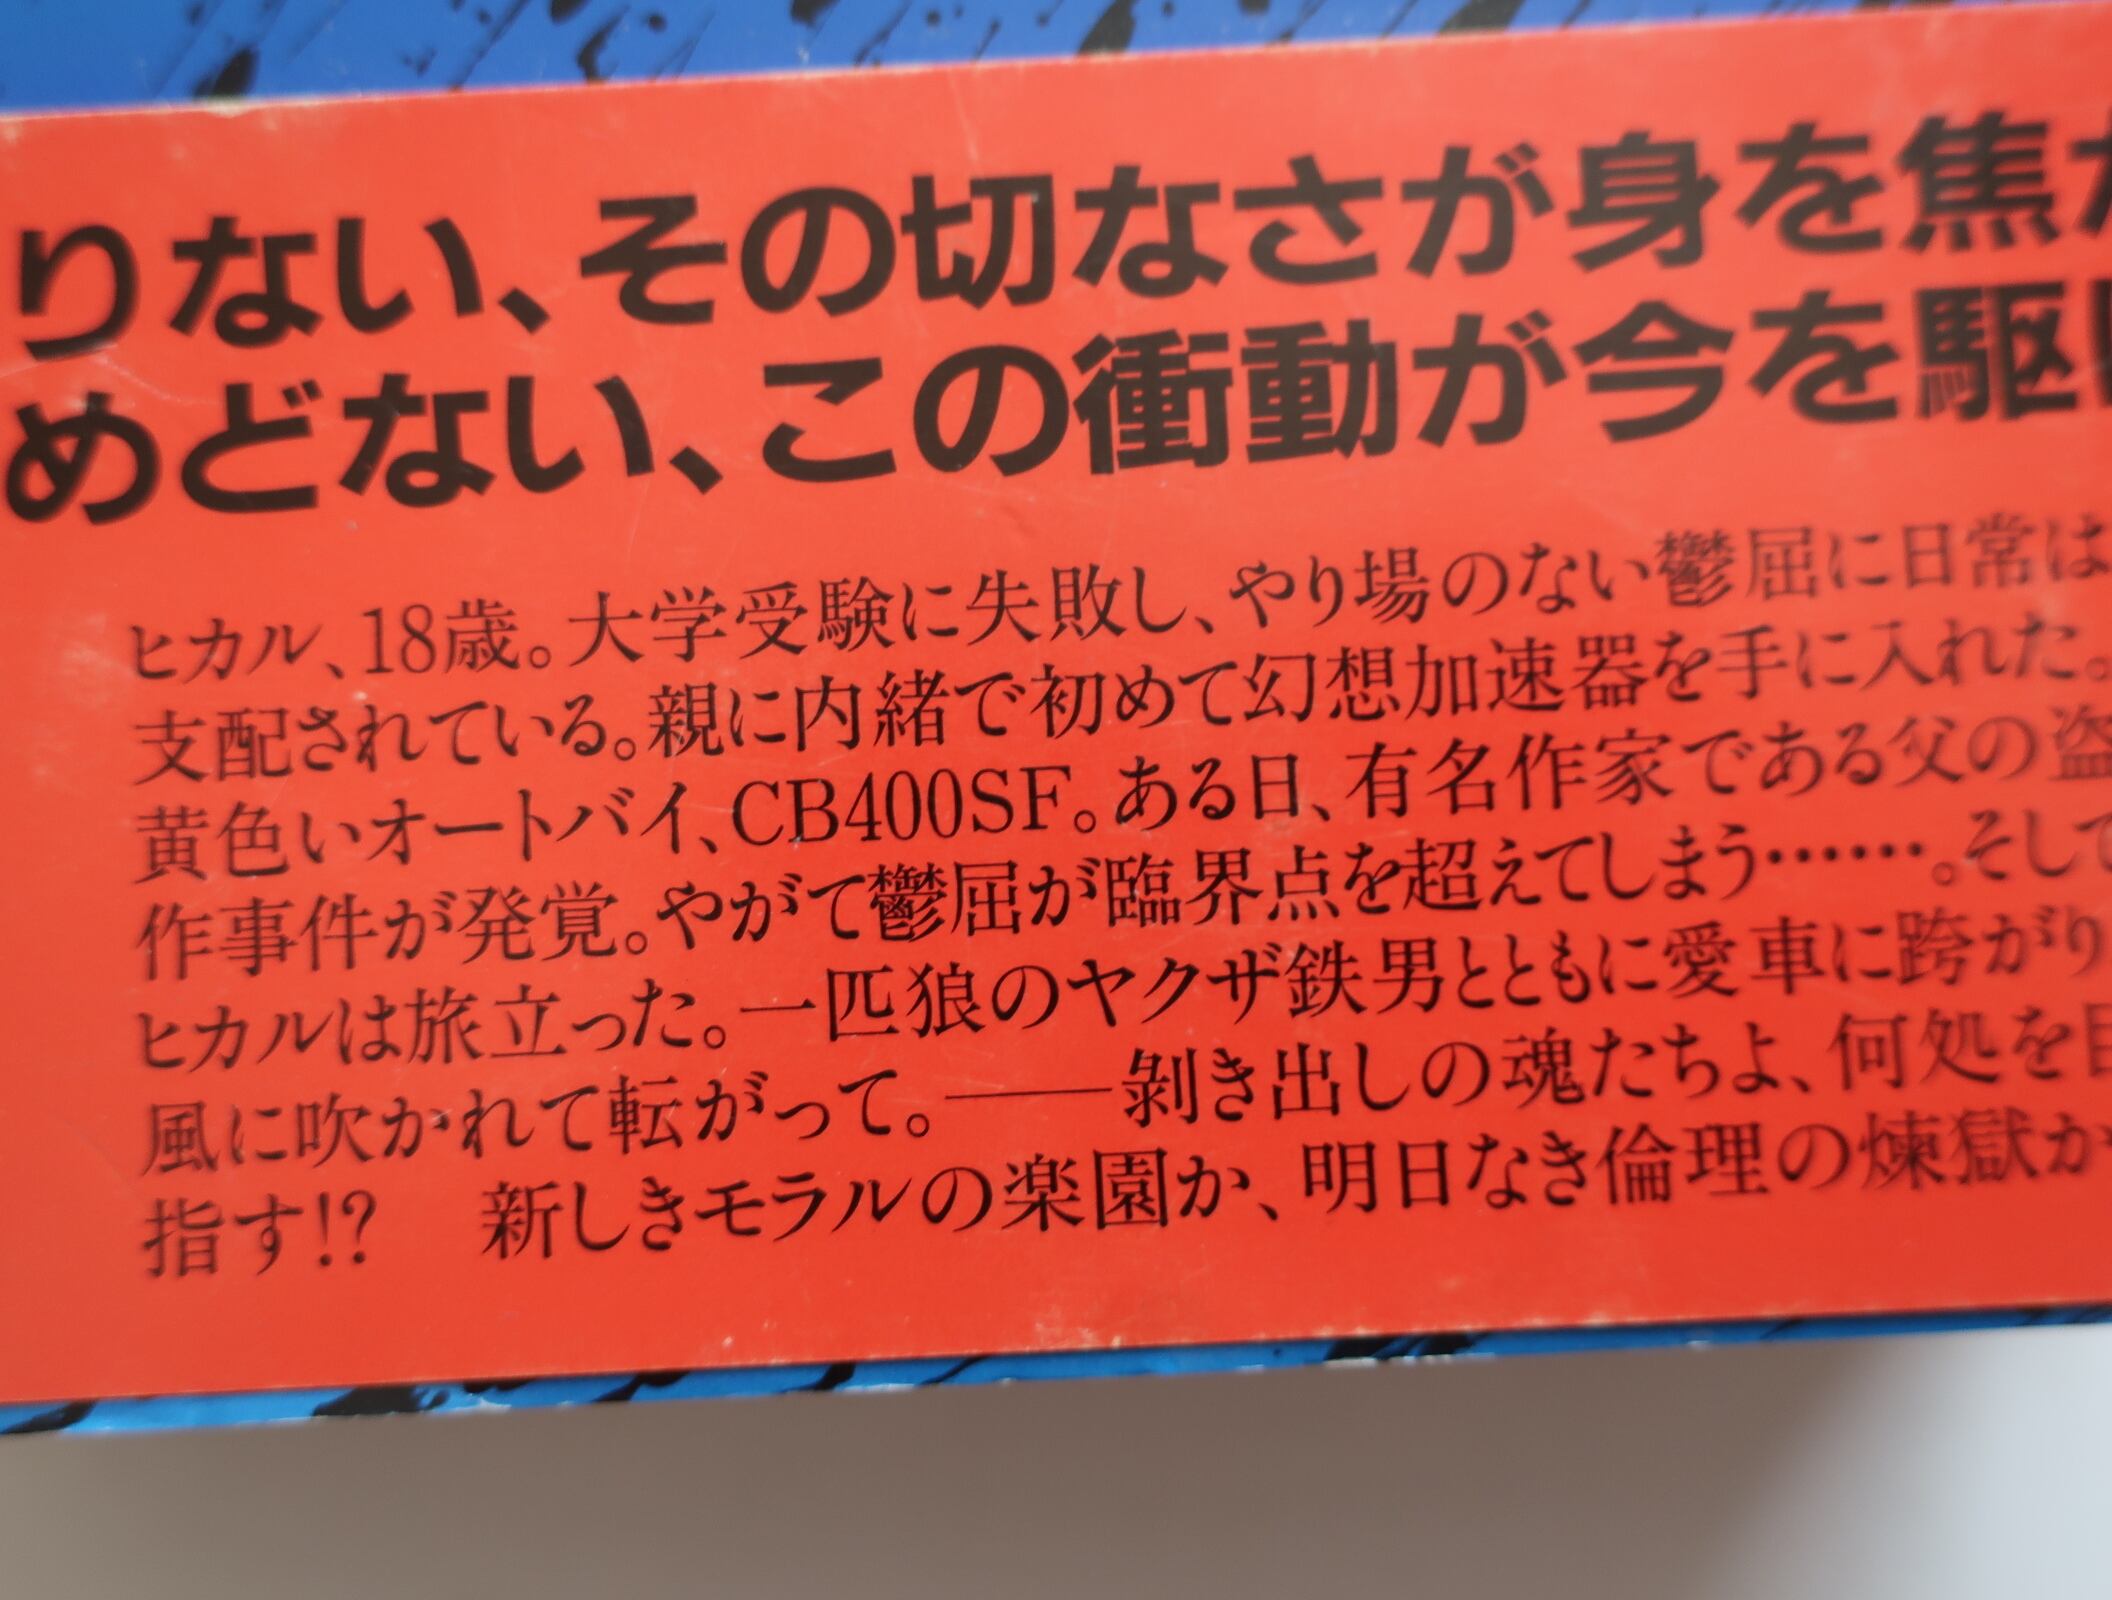 りない、その切なさが身を焦が
めどない、この衝動が今を駆け
ヒカル、18歳。大学受験に失敗し、やり場のない鬱屈に日常は
支配されている。親に内緒で初めて幻想加速器を手に入れた。
黄色いオートバイ、CB400SF。ある日、有名作家である父の盗
作事件が発覚。やがて鬱屈が臨界点を超えてしまう……。そして
ヒカルは旅立った。一匹狼のヤクザ鉄男とともに愛車に跨がり
風に吹かれて転がって。――剝き出しの魂たちよ、何処を目
指す!?　新しきモラルの楽園か、明日なき倫理の煉獄か